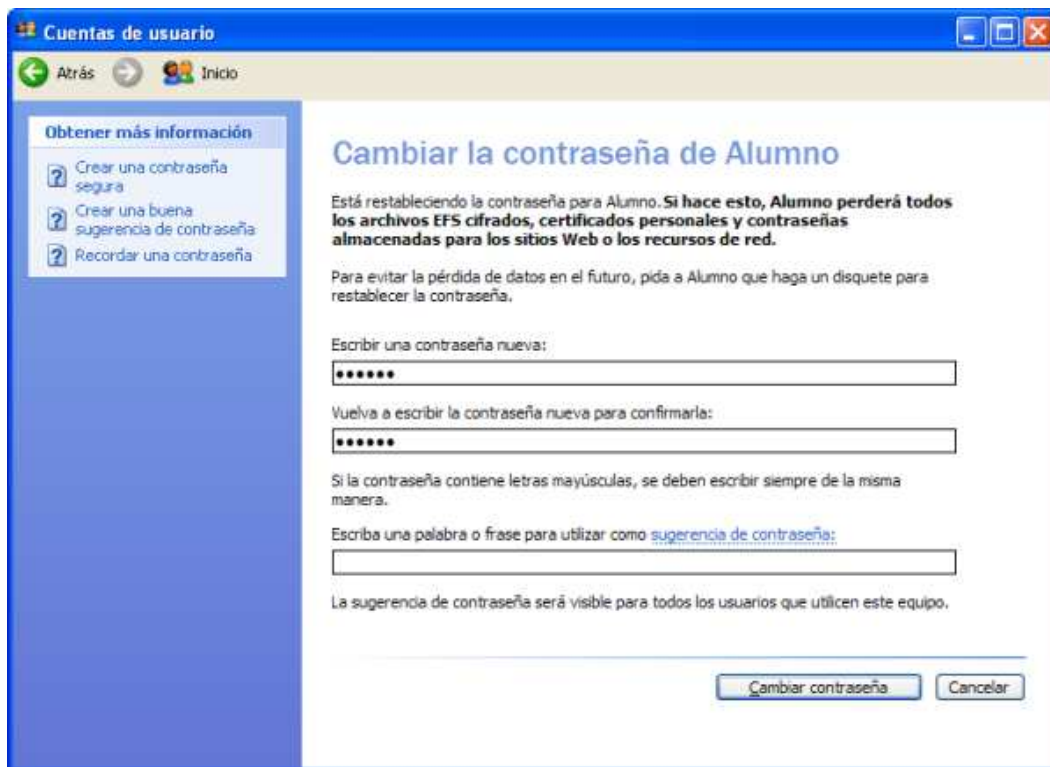 Cuentas de usuario
Atrás
Inicio
Obtener más información
Crear una contraseña
segura
Crear una buena
sugerencia de contraseña
Recordar una contraseña
Cambiar la contraseña de Alumno
Está restableciendo la contraseña para Alumno. Si hace esto, Alumno perderá todos
los archivos EFS cifrados, certificados personales y contraseñas
almacenadas para los sitios Web o los recursos de red.
Para evitar la pérdida de datos en el futuro, pida a Alumno que haga un disquete para
restablecer la contraseña.
Escribir una contraseña nueva:
••••••
Vuelva a escribir la contraseña nueva para confirmarla:
••••••
Si la contraseña contiene letras mayúsculas, se deben escribir siempre de la misma
manera.
Escriba una palabra o frase para utilizar como sugerencia de contraseña:
La sugerencia de contraseña será visible para todos los usuarios que utilicen este equipo.
Cambiar contraseña
Cancelar